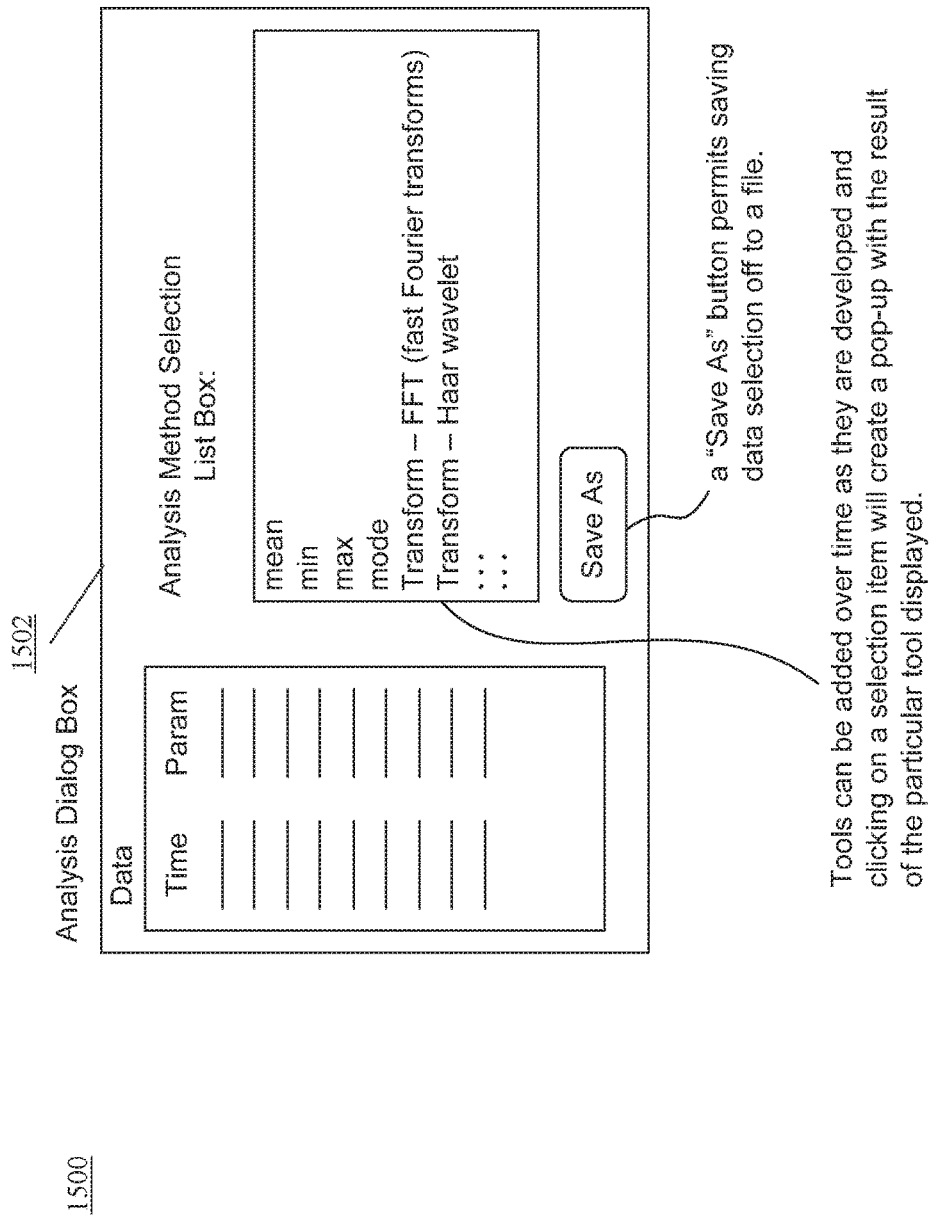 1500
1502
Analysis Dialog Box
Data
Time Param
Analysis Method Selection
List Box:
mean
min
max
mode
Transform – FFT (fast Fourier transforms)
Transform – Haar wavelet
...
...
Save As
a “Save As” button permits saving
data selection off to a file.
Tools can be added over time as they are developed and
clicking on a selection item will create a pop-up with the result
of the particular tool displayed.